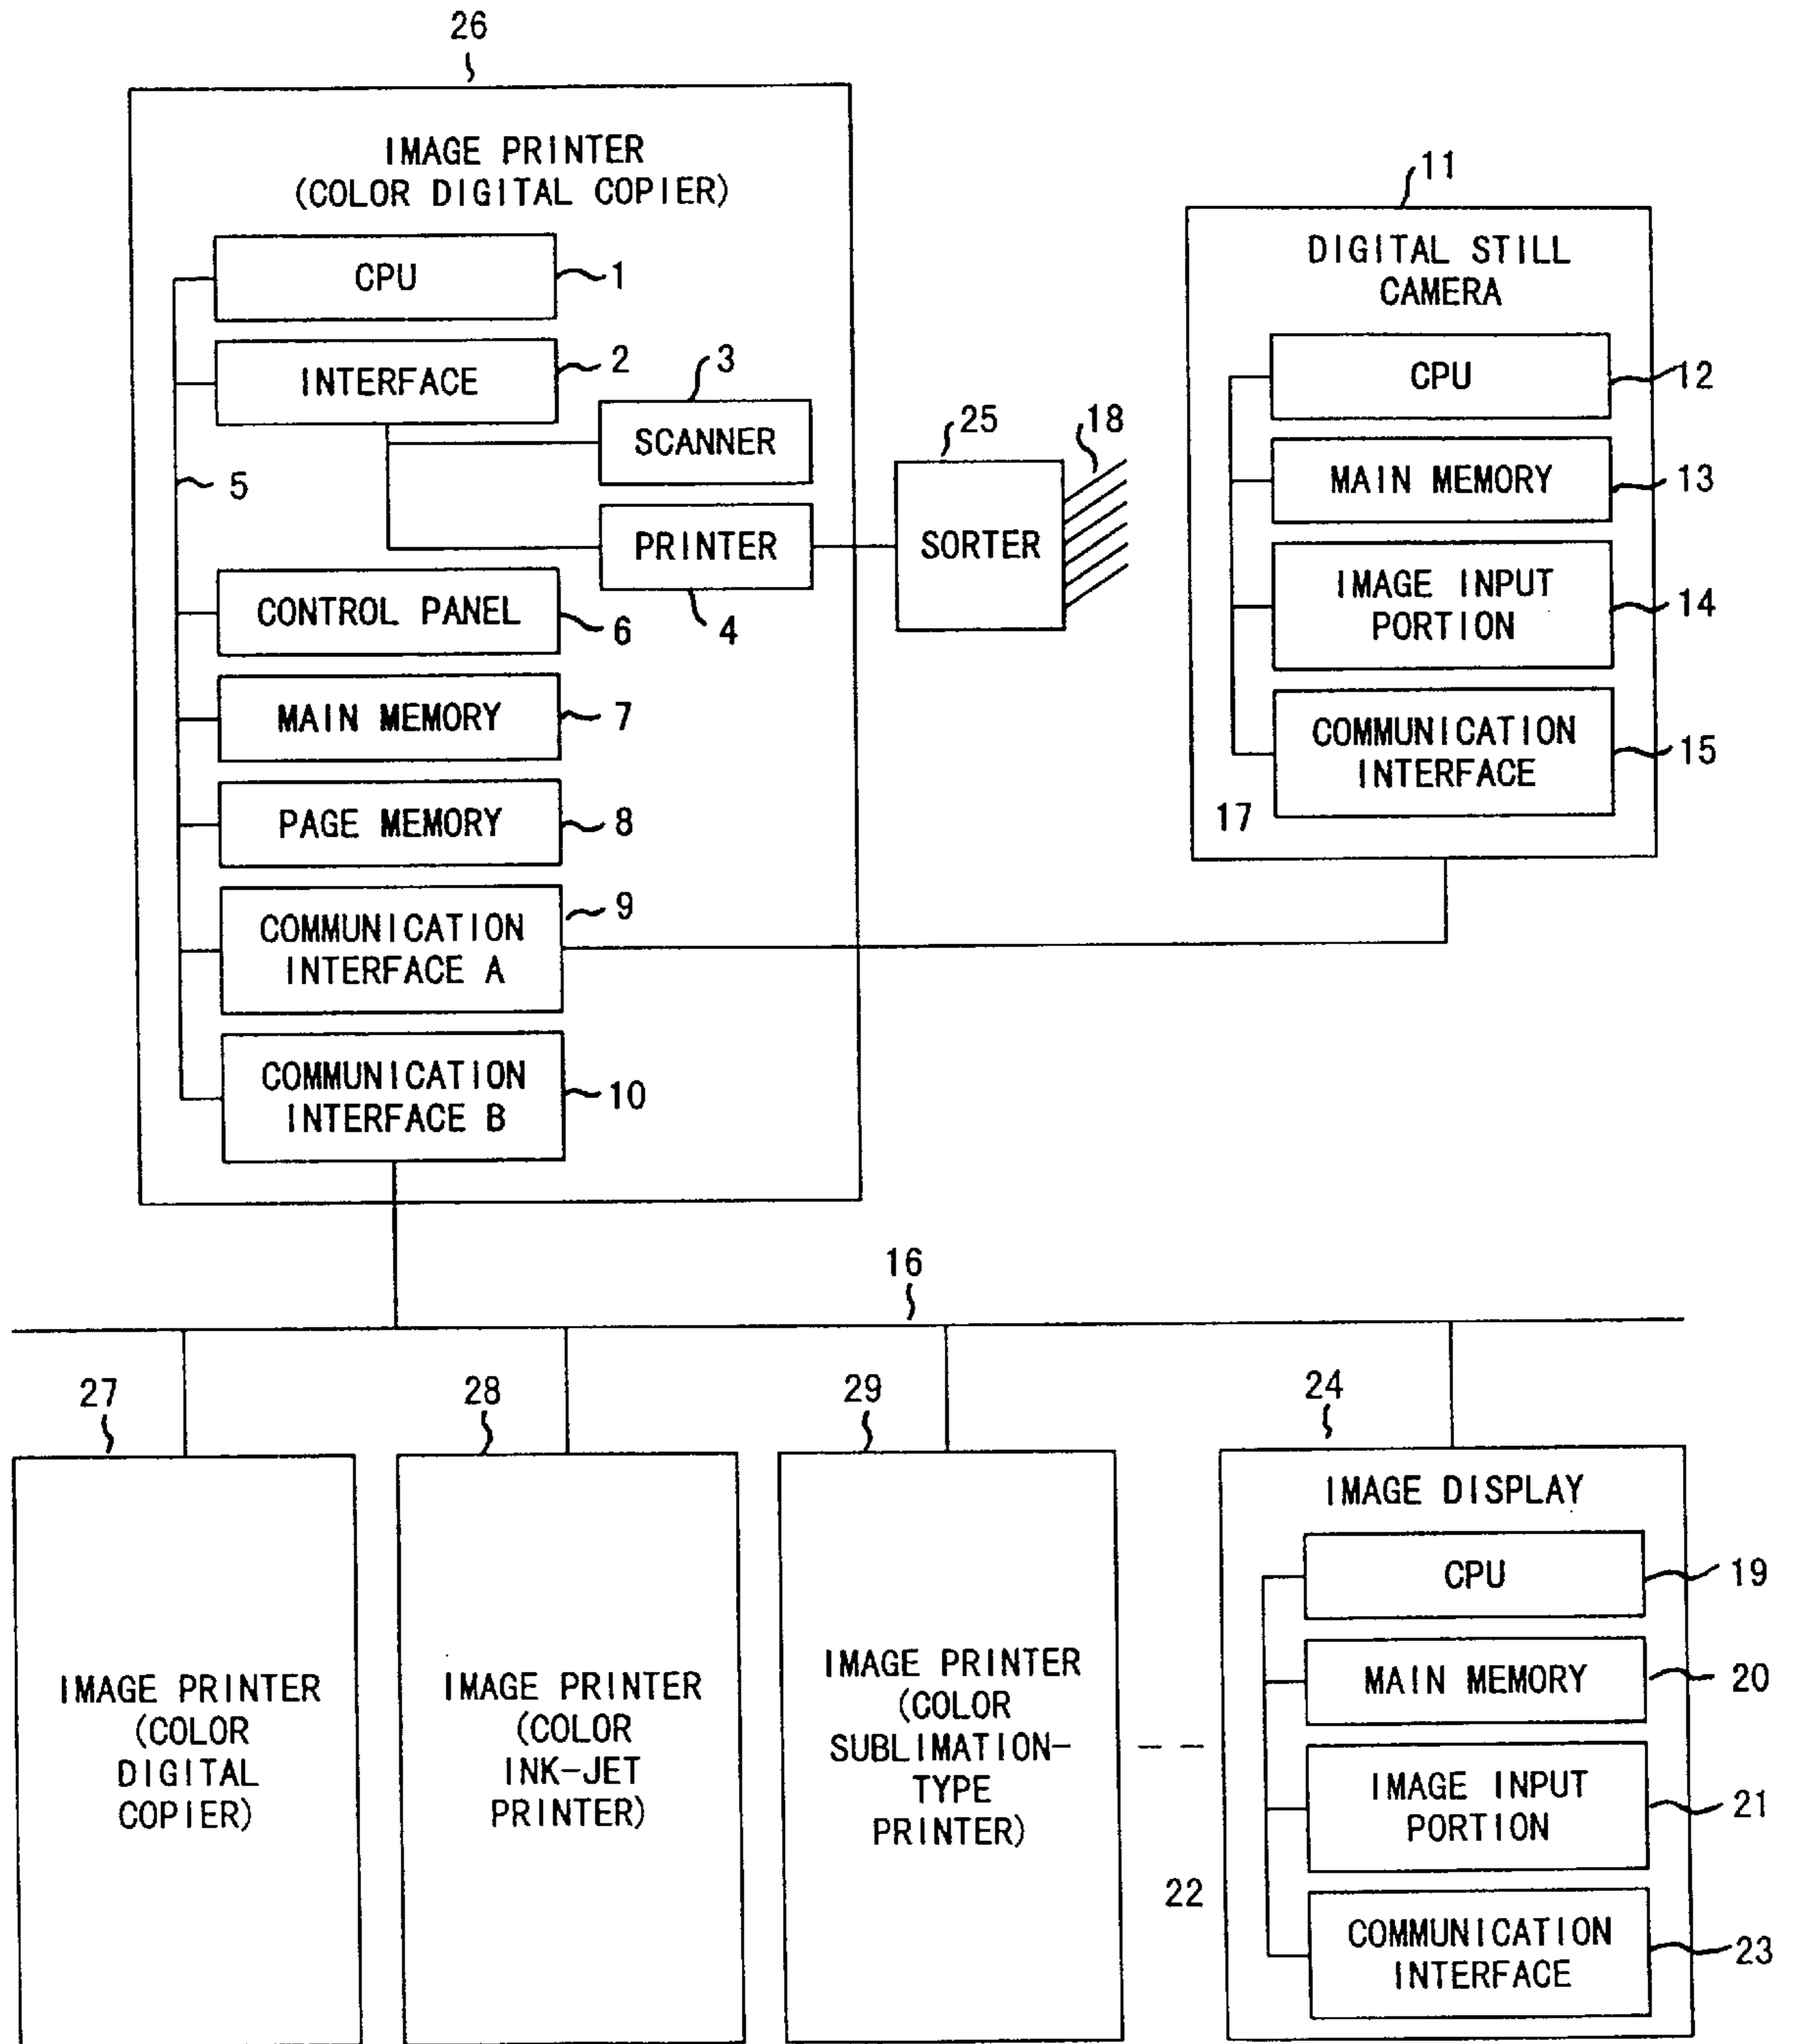 26
IMAGE PRINTER
(COLOR DIGITAL COPIER)
CPU
1
INTERFACE
2
3
SCANNER
5
PRINTER
4
25
18
SORTER
CONTROL PANEL
6
MAIN MEMORY
7
PAGE MEMORY
8
COMMUNICATION
INTERFACE A
9
COMMUNICATION
INTERFACE B
10
11
DIGITAL STILL
CAMERA
CPU
12
MAIN MEMORY
13
IMAGE INPUT
PORTION
14
COMMUNICATION
INTERFACE
15
17
16
27
IMAGE PRINTER
(COLOR
DIGITAL
COPIER)
28
IMAGE PRINTER
(COLOR
INK-JET
PRINTER)
29
IMAGE PRINTER
(COLOR
SUBLIMATION-
TYPE
PRINTER)
24
IMAGE DISPLAY
CPU
19
MAIN MEMORY
20
IMAGE INPUT
PORTION
21
22
COMMUNICATION
INTERFACE
23